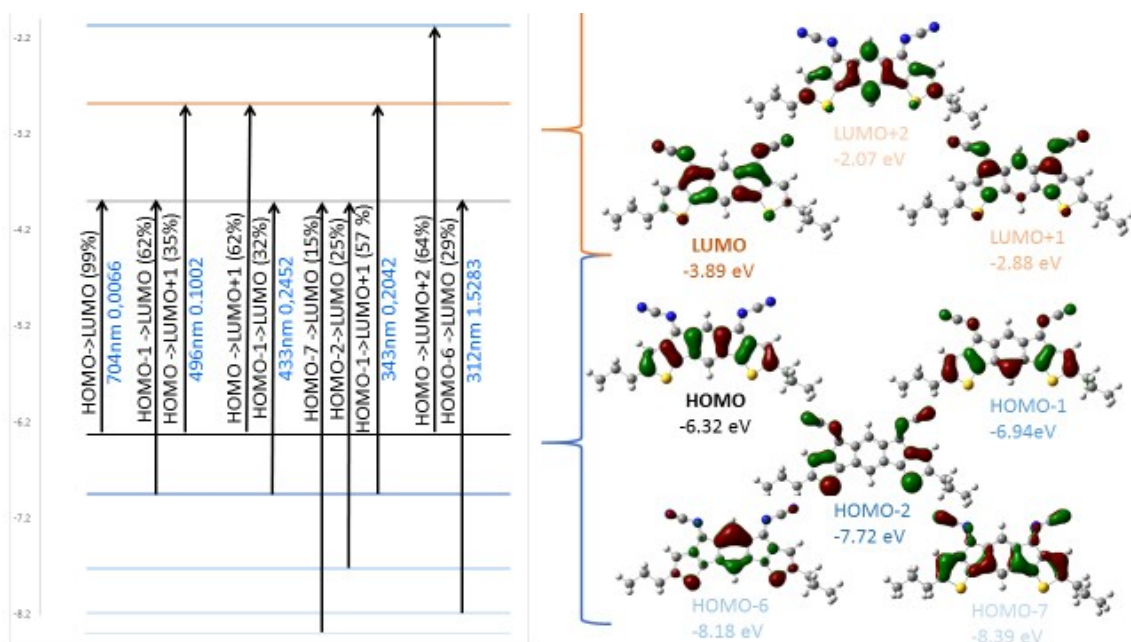 -2.2
-3.2
-4.2
-5.2
-6.2
-7.2
-8.2
HOMO->LUMO (99%)
704nm 0,0066
HOMO-1 ->LUMO (62%)
HOMO ->LUMO+1 (35%)
496nm 0.1002
HOMO ->LUMO+1 (62%)
HOMO-1->LUMO (32%)
433nm 0,2452
HOMO-7 ->LUMO (15%)
HOMO-2->LUMO (25%)
HOMO-1->LUMO+1 (57 %)
343nm 0,2042
HOMO ->LUMO+2 (64%)
HOMO-6 ->LUMO (29%)
312nm 1.5283
LUMO+2
-2.07 eV
LUMO
-3.89 eV
LUMO+1
-2.88 eV
HOMO
-6.32 eV
HOMO-1
-6.94eV
HOMO-2
-7.72 eV
HOMO-6
-8.18 eV
HOMO-7
-8.39 eV